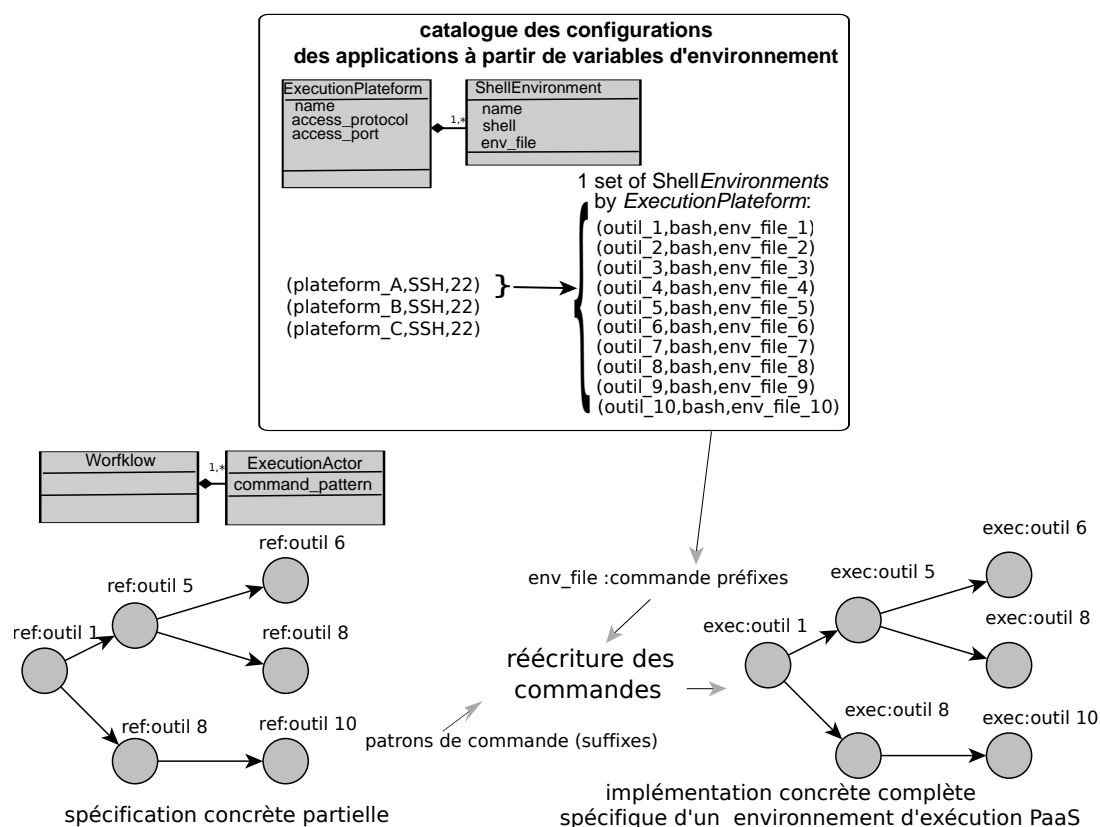 catalogue des configurations
des applications à partir de variables d'environnement
ExecutionPlateform
name
access_protocol
access_port
1,*
ShellEnvironment
name
shell
env_file
1 set of ShellEnvironments
by ExecutionPlateform:
(outil_1,bash,env_file_1)
(outil_2,bash,env_file_2)
(outil_3,bash,env_file_3)
(outil_4,bash,env_file_4)
(outil_5,bash,env_file_5)
(outil_6,bash,env_file_6)
(outil_7,bash,env_file_7)
(outil_8,bash,env_file_8)
(outil_9,bash,env_file_9)
(outil_10,bash,env_file_10)
(plateform_A,SSH,22)
(plateform_B,SSH,22)
(plateform_C,SSH,22)
}
Worfklow
1,*
ExecutionActor
command_pattern
ref:outil 6
ref:outil 5
ref:outil 1
ref:outil 8
ref:outil 8
ref:outil 10
spécification concrète partielle
env_file :commande préfixes
réécriture des
commandes
patrons de commande (suffixes)
exec:outil 6
exec:outil 5
exec:outil 1
exec:outil 8
exec:outil 8
exec:outil 10
implémentation concrète complète
spécifique d'un environnement d'exécution PaaS